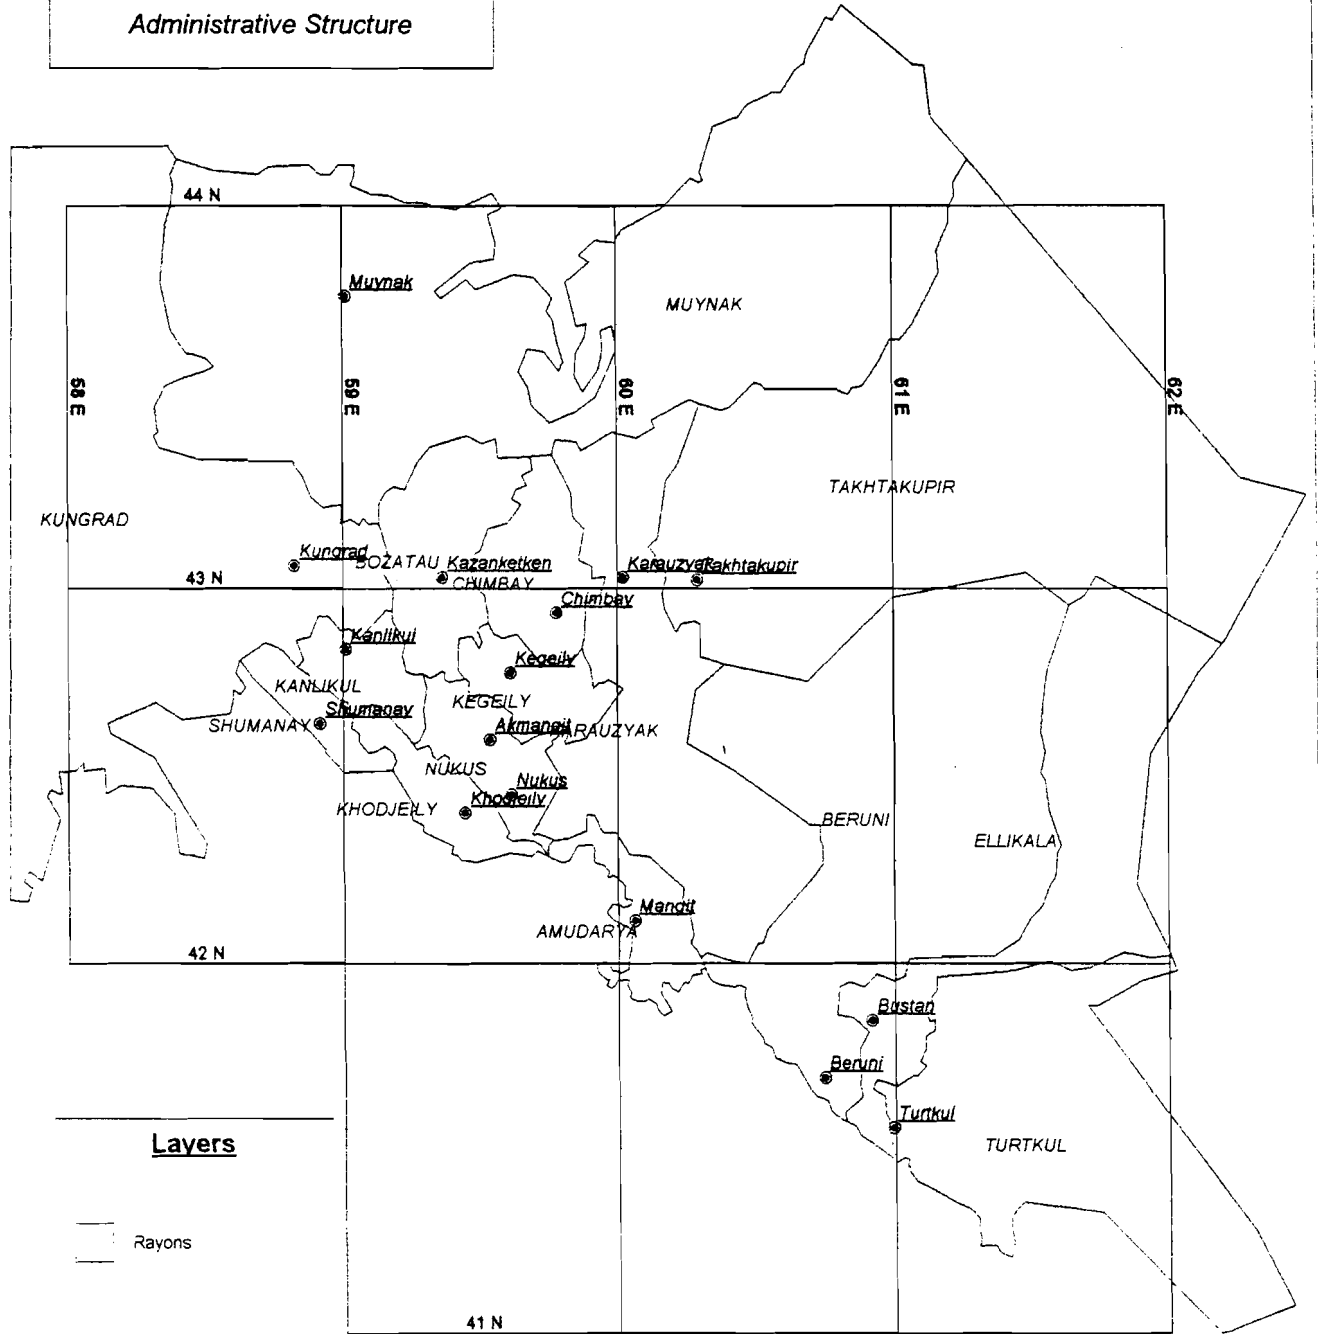 Administrative Structure
44 N
Muynak
MUYNAK
58 E
59 E
60 E
61 E
62 E
TAKHTAKUPIR
KUNGRAD
Kungrad
BOZATAU
Kazanketken
Karauzyak
Takhtakupir
43 N
CHIMBAY
Chimbay
Kanlikul
Kegeily
KANLIKUL
KEGEILY
Shumanay
SHUMANAY
Akmangit
KARAUZYAK
NUKUS
Nukus
Khodjeily
KHODJEILY
BERUNI
ELLIKALA
Mangit
AMUDARYA
42 N
Bustan
Beruni
Turtkul
Layers
TURTKUL
Rayons
41 N